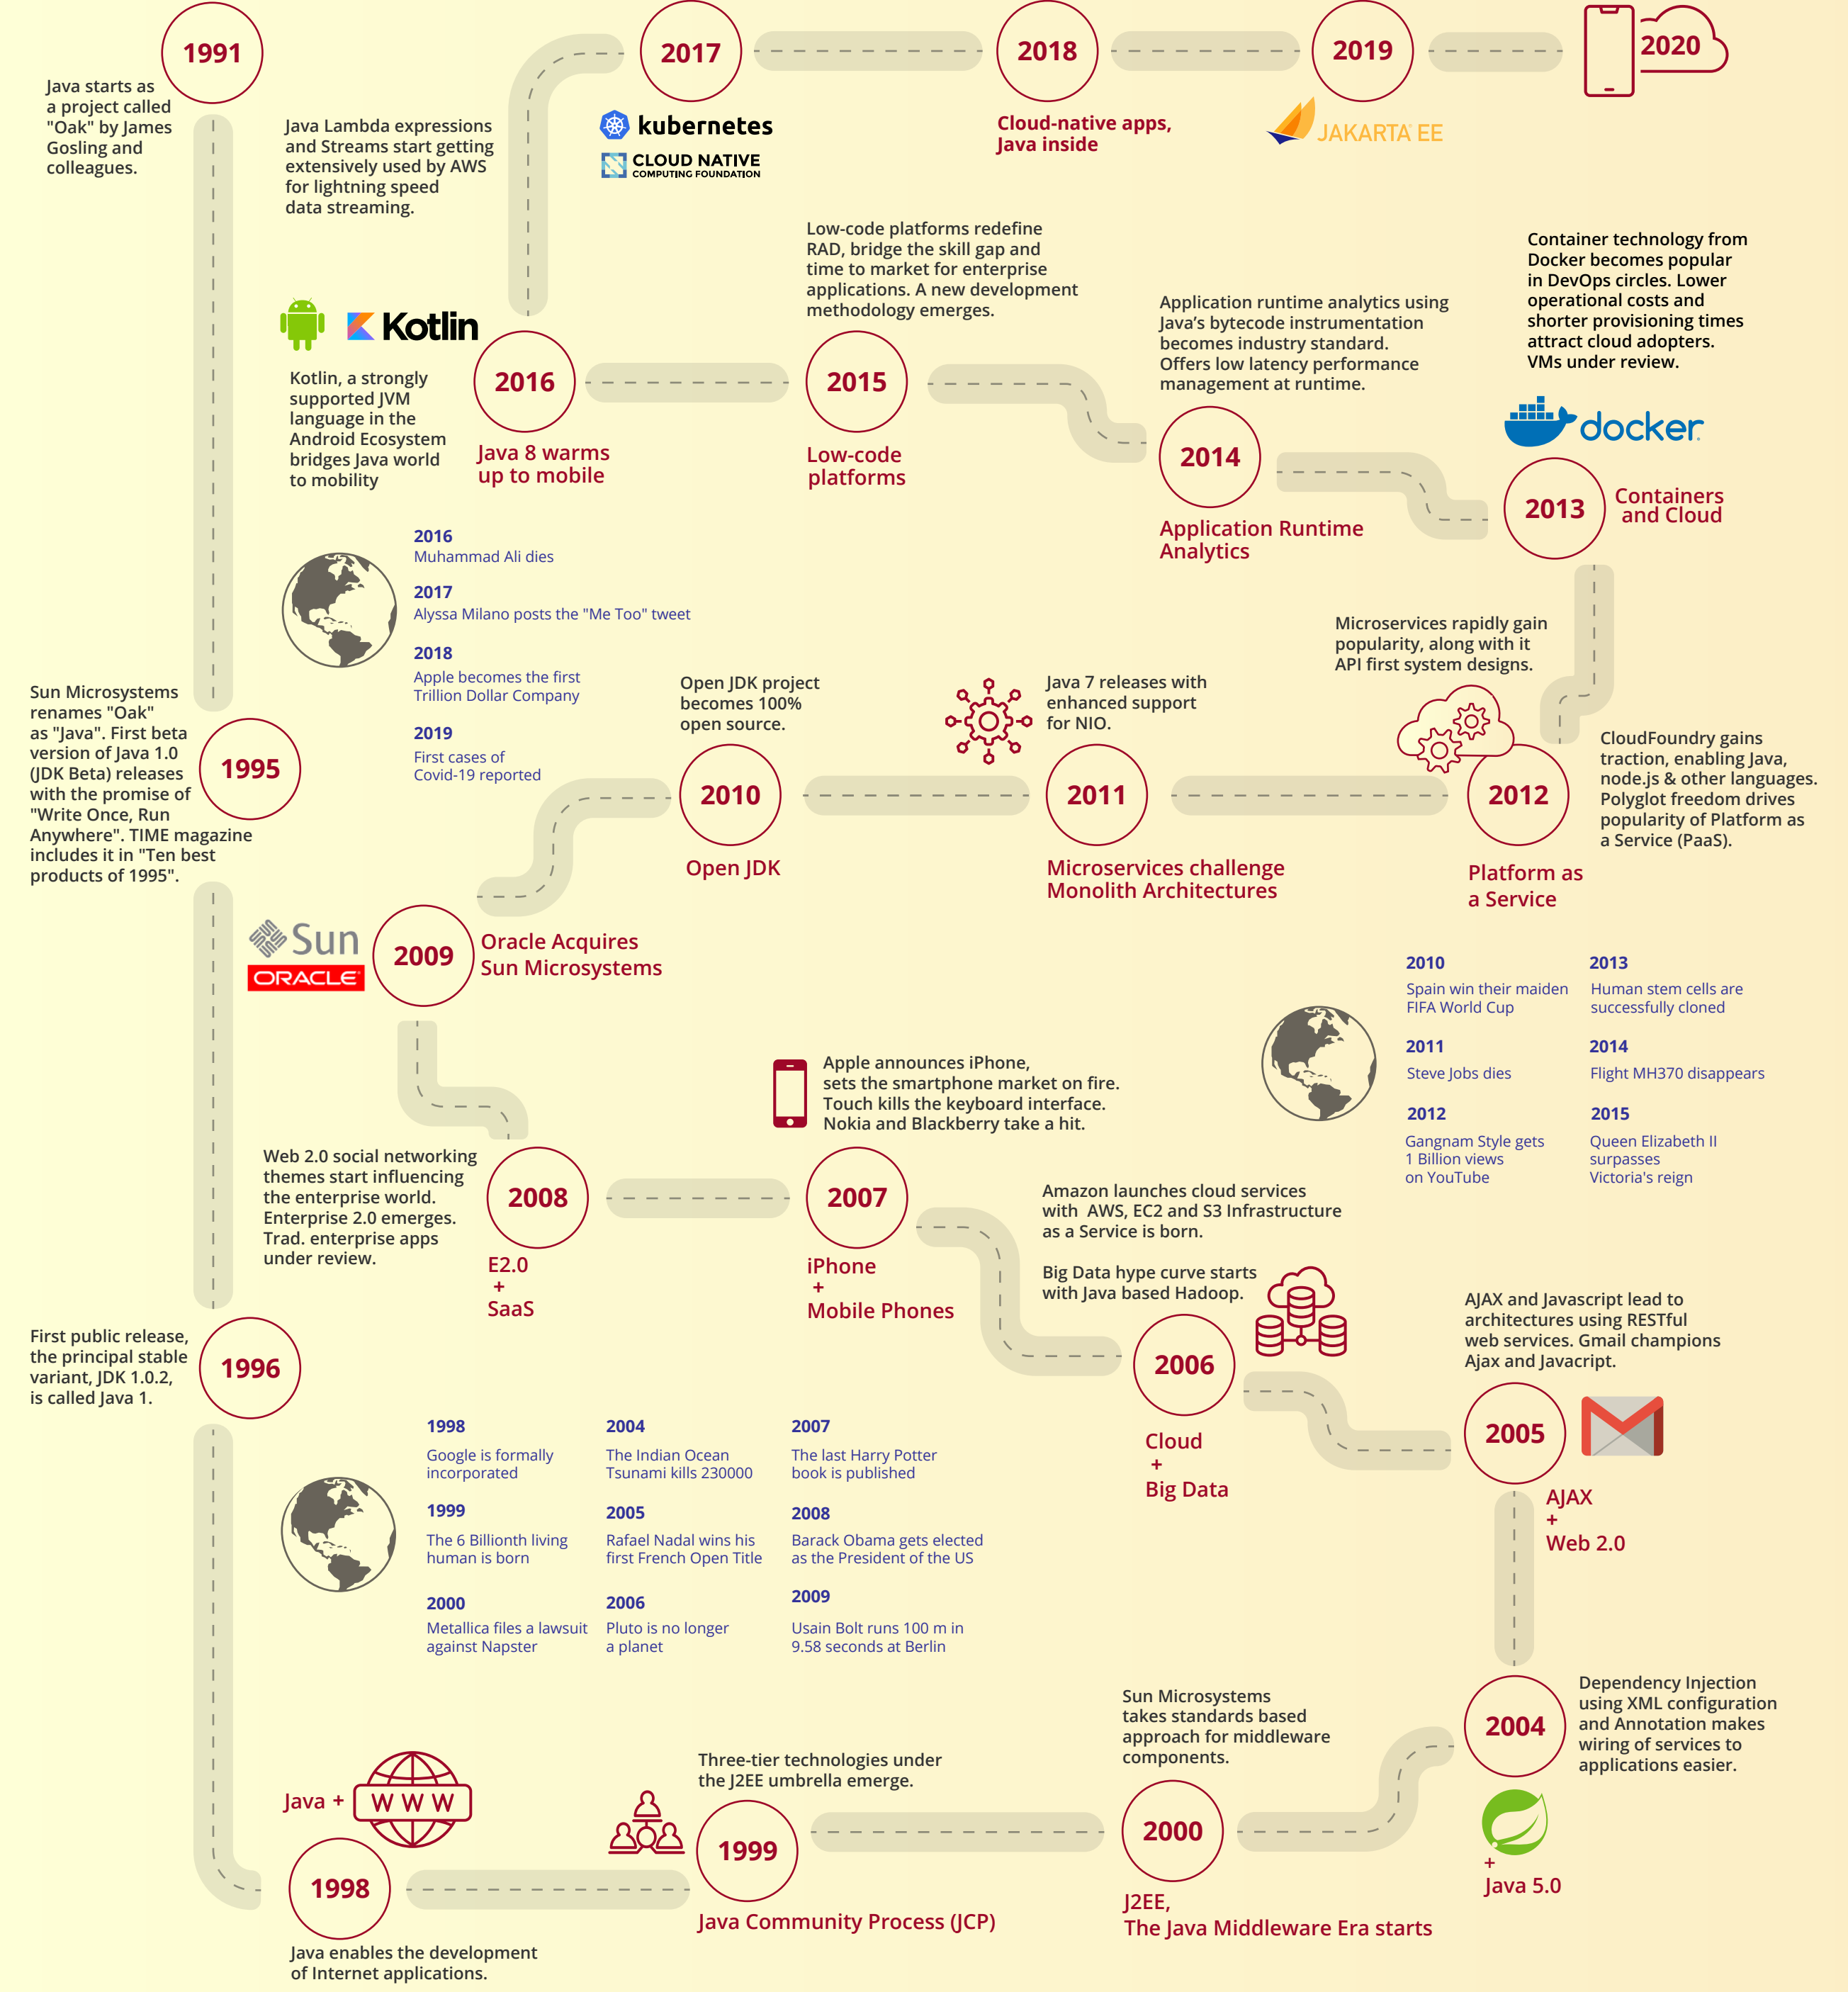 1991
Java starts as
a project called
"Oak" by James
Gosling and
colleagues.
Sun Microsystems
renames "Oak"
as "Java". First beta
version of Java 1.0
(JDK Beta) releases
with the promise of
"Write Once, Run
Anywhere". TIME magazine
includes it in "Ten best
products of 1995".
1995
First public release,
the principal stable
variant, JDK 1.0.2,
is called Java 1.
1996
Java +
WWW
1998
Java enables the development
of Internet applications.
Three-tier technologies under
the J2EE umbrella emerge.
1999
Java Community Process (JCP)
Sun Microsystems
takes standards based
approach for middleware
components.
2000
J2EE,
The Java Middleware Era starts
2004
Dependency Injection
using XML configuration
and Annotation makes
wiring of services to
applications easier.
+
Java 5.0
AJAX and Javascript lead to
architectures using RESTful
web services. Gmail champions
Ajax and Javacript.
2005
AJAX
+
Web 2.0
Amazon launches cloud services
with AWS, EC2 and S3 Infrastructure
as a Service is born.
Big Data hype curve starts
with Java based Hadoop.
2006
Cloud
+
Big Data
Apple announces iPhone,
sets the smartphone market on fire.
Touch kills the keyboard interface.
Nokia and Blackberry take a hit.
2007
iPhone
+
Mobile Phones
Web 2.0 social networking
themes start influencing
the enterprise world.
Enterprise 2.0 emerges.
Trad. enterprise apps
under review.
2008
E2.0
+
SaaS
Sun
ORACLE
2009
Oracle Acquires
Sun Microsystems
Open JDK project
becomes 100%
open source.
2010
Open JDK
Java 7 releases with
enhanced support
for NIO.
2011
Microservices challenge
Monolith Architectures
Microservices rapidly gain
popularity, along with it
API first system designs.
2012
CloudFoundry gains
traction, enabling Java,
node.js & other languages.
Polyglot freedom drives
popularity of Platform as
a Service (PaaS).
Platform as
a Service
Container technology from
Docker becomes popular
in DevOps circles. Lower
operational costs and
shorter provisioning times
attract cloud adopters.
VMs under review.
docker
2013
Containers
and Cloud
Application runtime analytics using
Java's bytecode instrumentation
becomes industry standard.
Offers low latency performance
management at runtime.
2014
Application Runtime
Analytics
Low-code platforms redefine
RAD, bridge the skill gap and
time to market for enterprise
applications. A new development
methodology emerges.
2015
Low-code
platforms
Kotlin
Kotlin, a strongly
supported JVM
language in the
Android Ecosystem
bridges Java world
to mobility
2016
Java 8 warms
up to mobile
Java Lambda expressions
and Streams start getting
extensively used by AWS
for lightning speed
data streaming.
2017
kubernetes
CLOUD NATIVE
COMPUTING FOUNDATION
2018
Cloud-native apps,
Java inside
2019
JAKARTA EE
2020
2016
Muhammad Ali dies
2017
Alyssa Milano posts the "Me Too" tweet
2018
Apple becomes the first
Trillion Dollar Company
2019
First cases of
Covid-19 reported
2010
Spain win their maiden
FIFA World Cup
2011
Steve Jobs dies
2012
Gangnam Style gets
1 Billion views
on YouTube
2013
Human stem cells are
successfully cloned
2014
Flight MH370 disappears
2015
Queen Elizabeth II
surpasses
Victoria's reign
1998
Google is formally
incorporated
1999
The 6 Billionth living
human is born
2000
Metallica files a lawsuit
against Napster
2004
The Indian Ocean
Tsunami kills 230000
2005
Rafael Nadal wins his
first French Open Title
2006
Pluto is no longer
a planet
2007
The last Harry Potter
book is published
2008
Barack Obama gets elected
as the President of the US
2009
Usain Bolt runs 100 m in
9.58 seconds at Berlin